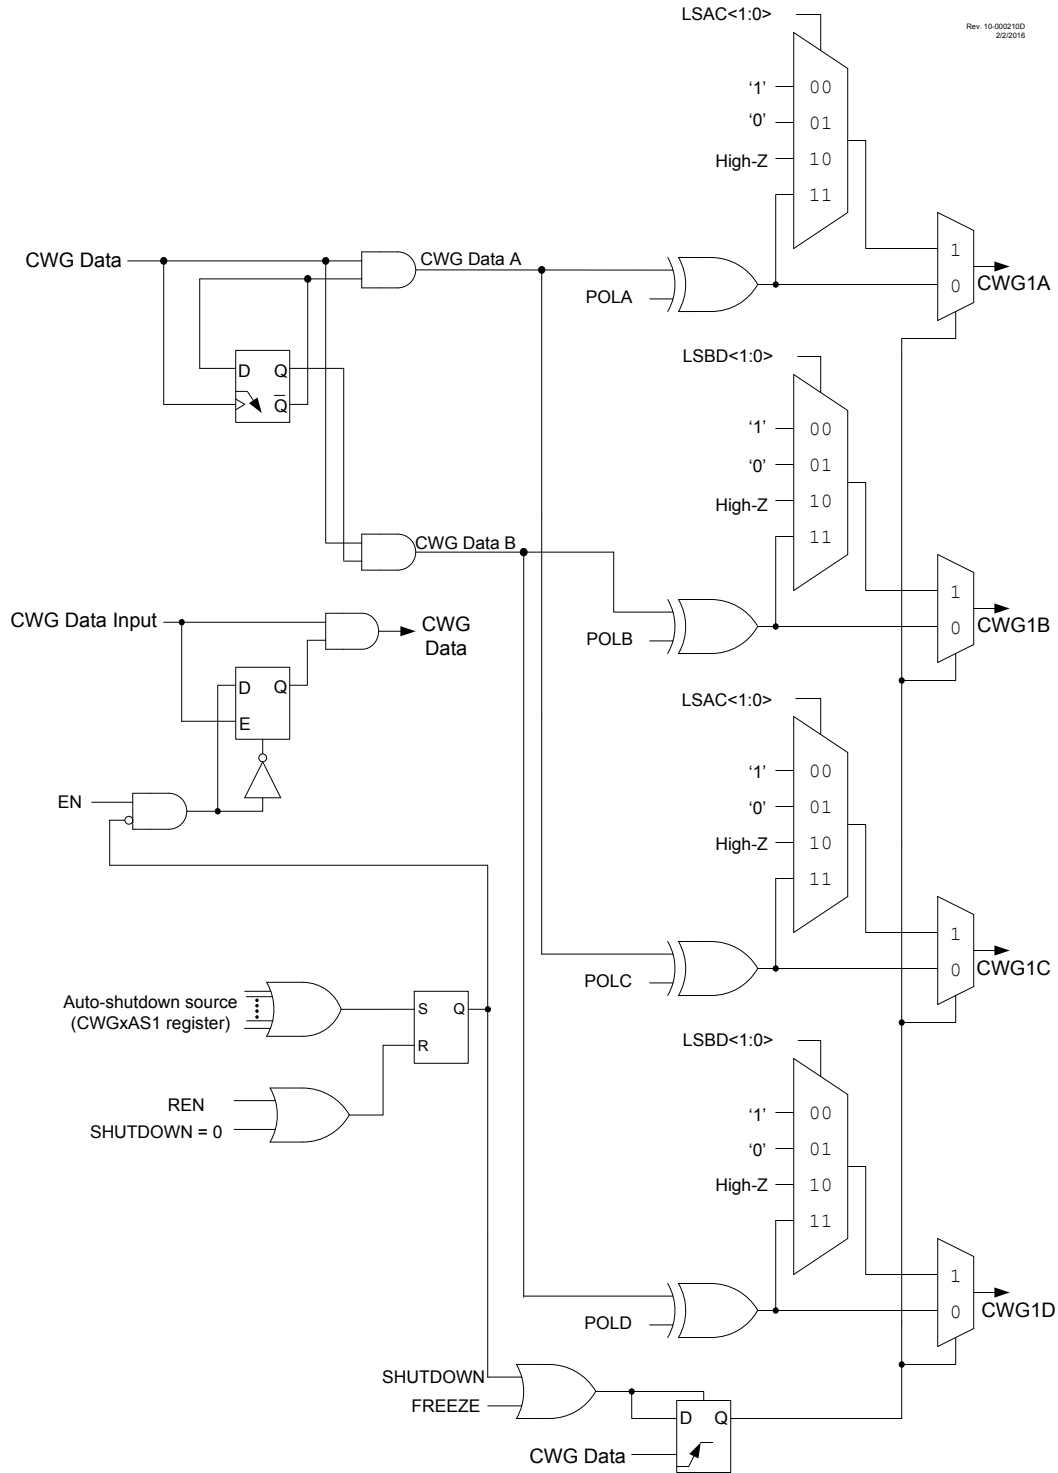 LSAC<1:0>
Rev. 10-000210D
2/2/2016
'1'
00
'0'
01
High-Z
10
11
1
0
CWG1A
CWG Data
CWG Data A
POLA
D
Q
Q̅
LSBD<1:0>
'1'
00
'0'
01
High-Z
10
11
1
0
CWG1B
CWG Data B
POLB
CWG Data Input
CWG
Data
D
Q
E
EN
LSAC<1:0>
'1'
00
'0'
01
High-Z
10
11
1
0
CWG1C
POLC
Auto-shutdown source
(CWGxAS1 register)
S
Q
R
REN
SHUTDOWN = 0
LSBD<1:0>
'1'
00
'0'
01
High-Z
10
11
1
0
CWG1D
POLD
SHUTDOWN
FREEZE
D
Q
CWG Data